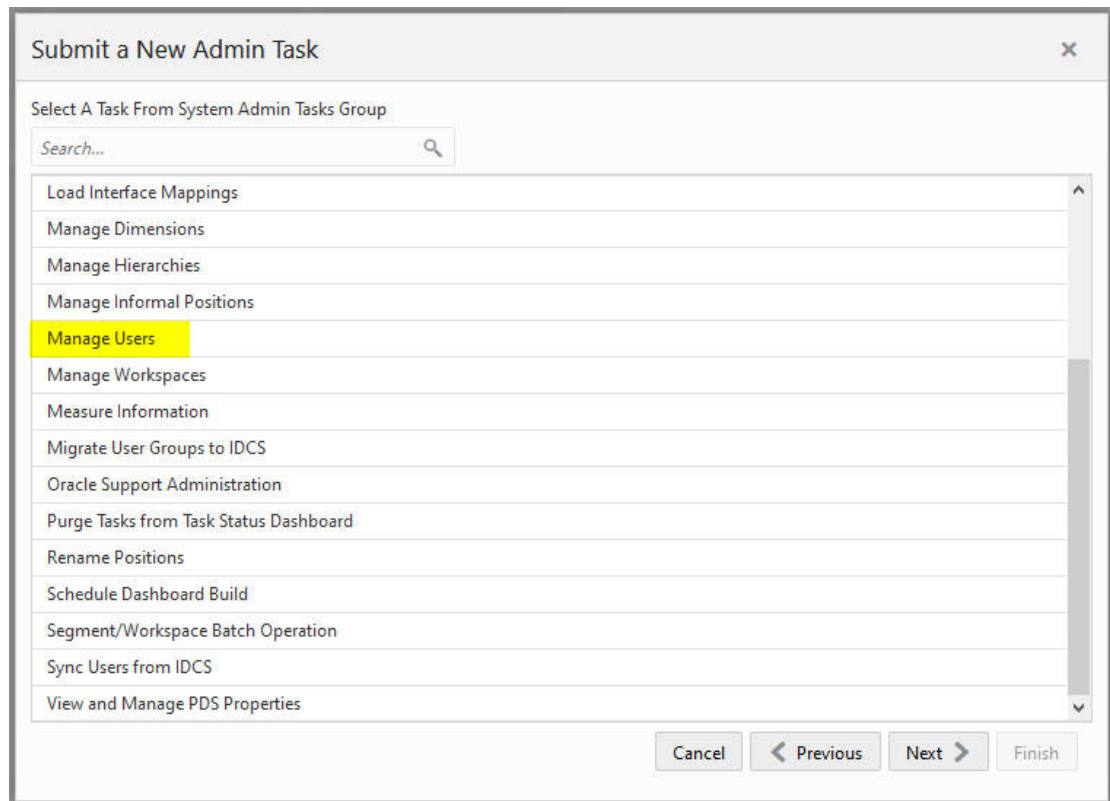 Submit a New Admin Task
Select A Task From System Admin Tasks Group
Search...
Load Interface Mappings
Manage Dimensions
Manage Hierarchies
Manage Informal Positions
Manage Users
Manage Workspaces
Measure Information
Migrate User Groups to IDCS
Oracle Support Administration
Purge Tasks from Task Status Dashboard
Rename Positions
Schedule Dashboard Build
Segment/Workspace Batch Operation
Sync Users from IDCS
View and Manage PDS Properties
Cancel Previous Next Finish